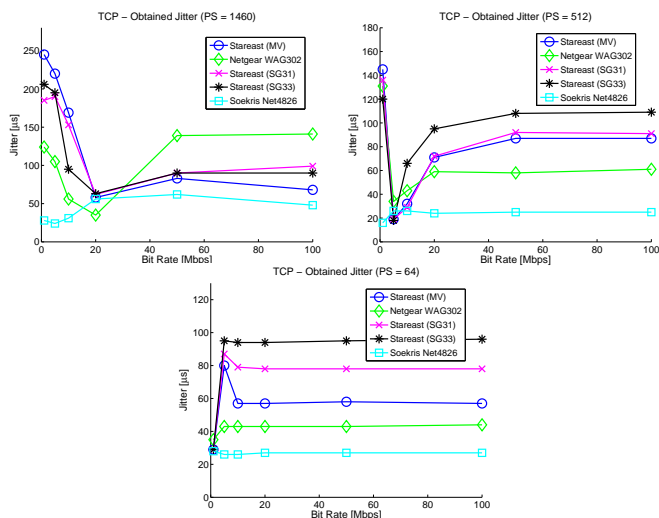 TCP − Obtained Jitter (PS = 1460)
Jitter [µs]
250
200
150
100
50
0
0 20 40 60 80 100
Bit Rate [Mbps]
Stareast (MV)
Netgear WAG302
Stareast (SG31)
Stareast (SG33)
Soekris Net4826
TCP − Obtained Jitter (PS = 512)
Jitter [µs]
180
160
140
120
100
80
60
40
20
0
0 20 40 60 80 100
Bit Rate [Mbps]
Stareast (MV)
Netgear WAG302
Stareast (SG31)
Stareast (SG33)
Soekris Net4826
TCP − Obtained Jitter (PS = 64)
Jitter [µs]
120
100
80
60
40
20
0
0 20 40 60 80 100
Bit Rate [Mbps]
Stareast (MV)
Netgear WAG302
Stareast (SG31)
Stareast (SG33)
Soekris Net4826